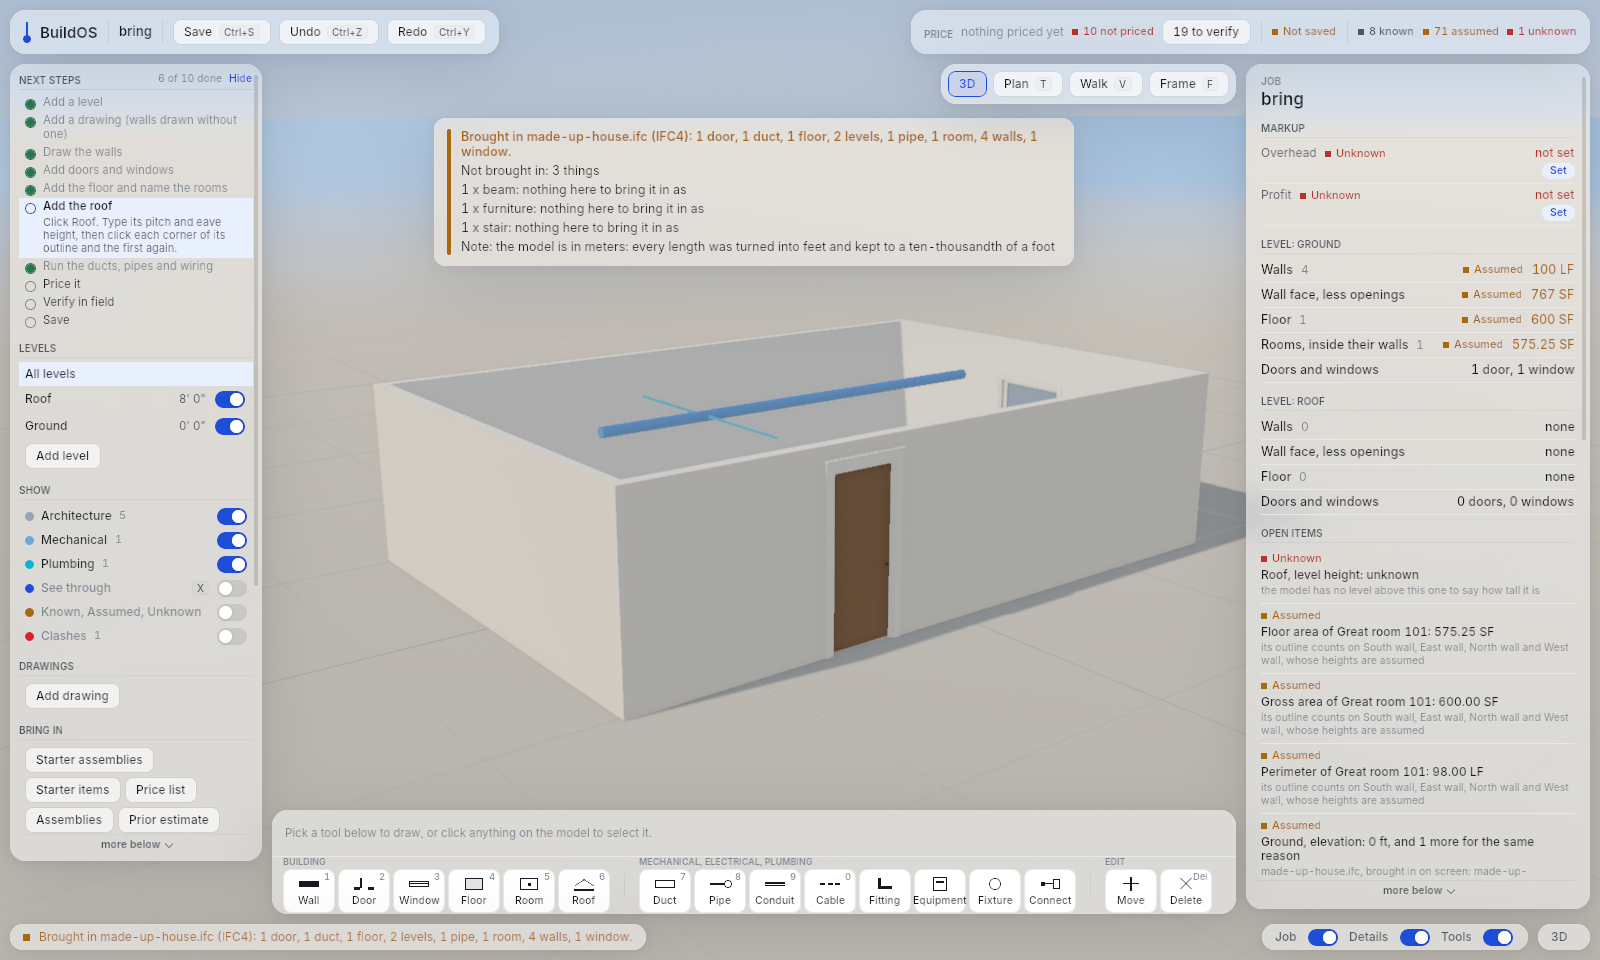 BuildOS
bring
Save Ctrl+S
Undo Ctrl+Z
Redo Ctrl+Y
PRICE nothing priced yet 10 not priced 19 to verify Not saved 8 known 71 assumed 1 unknown
NEXT STEPS 6 of 10 done Hide
Add a level
Add a drawing (walls drawn without
one)
Draw the walls
Add doors and windows
Add the floor and name the rooms
Add the roof
Click Roof. Type its pitch and eave
height, then click each corner of its
outline and the first again.
Run the ducts, pipes and wiring
Price it
Verify in field
Save
LEVELS
All levels
Roof 8' 0"
Ground 0' 0"
Add level
SHOW
Architecture 5
Mechanical 1
Plumbing 1
See through X
Known, Assumed, Unknown
Clashes 1
DRAWINGS
Add drawing
BRING IN
Starter assemblies
Starter items Price list
Assemblies Prior estimate
more below
3D Plan T Walk V Frame F
Brought in made-up-house.ifc (IFC4): 1 door, 1 duct, 1 floor, 2 levels, 1 pipe, 1 room, 4 walls, 1
window.
Not brought in: 3 things
1 x beam: nothing here to bring it in as
1 x furniture: nothing here to bring it in as
1 x stair: nothing here to bring it in as
Note: the model is in meters: every length was turned into feet and kept to a ten-thousandth of a foot
JOB
bring
MARKUP
Overhead Unknown not set
Set
Profit Unknown not set
Set
LEVEL: GROUND
Walls 4 Assumed 100 LF
Wall face, less openings Assumed 767 SF
Floor 1 Assumed 600 SF
Rooms, inside their walls 1 Assumed 575.25 SF
Doors and windows 1 door, 1 window
LEVEL: ROOF
Walls 0 none
Wall face, less openings none
Floor 0 none
Doors and windows 0 doors, 0 windows
OPEN ITEMS
Unknown
Roof, level height: unknown
the model has no level above this one to say how tall it is
Assumed
Floor area of Great room 101: 575.25 SF
its outline counts on South wall, East wall, North wall and West
wall, whose heights are assumed
Assumed
Gross area of Great room 101: 600.00 SF
its outline counts on South wall, East wall, North wall and West
wall, whose heights are assumed
Assumed
Perimeter of Great room 101: 98.00 LF
its outline counts on South wall, East wall, North wall and West
wall, whose heights are assumed
Assumed
Ground, elevation: 0 ft, and 1 more for the same
reason
made-up-house.ifc, brought in on screen: made-up-
more below
Pick a tool below to draw, or click anything on the model to select it.
BUILDING MECHANICAL, ELECTRICAL, PLUMBING EDIT
1 2 3 4 5 6 7 8 9 0 Del
Wall Door Window Floor Room Roof Duct Pipe Conduit Cable Fitting Equipment Fixture Connect Move Delete
Brought in made-up-house.ifc (IFC4): 1 door, 1 duct, 1 floor, 2 levels, 1 pipe, 1 room, 4 walls, 1 window.
Job Details Tools 3D